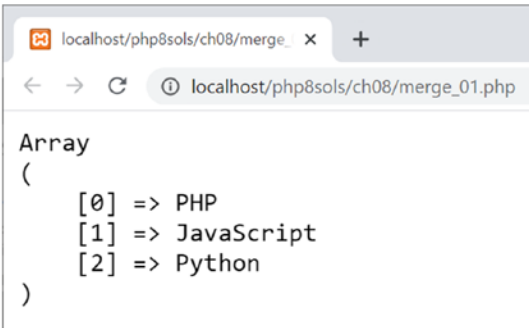 localhost/php8sols/ch08/merge_
localhost/php8sols/ch08/merge_01.php
Array
(
[0] => PHP
[1] => JavaScript
[2] => Python
)